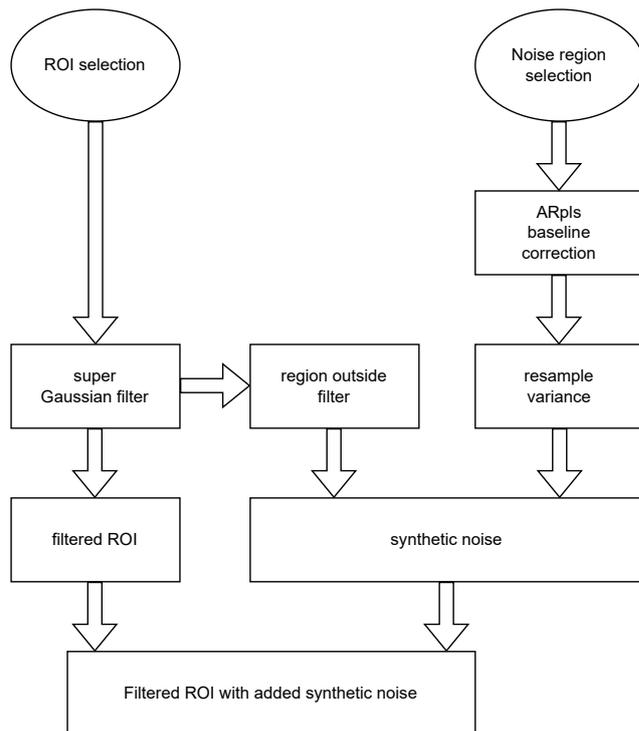 ROI selection
Noise region
selection
ARpls
baseline
correction
super
Gaussian filter
region outside
filter
resample
variance
filtered ROI
synthetic noise
Filtered ROI with added synthetic noise